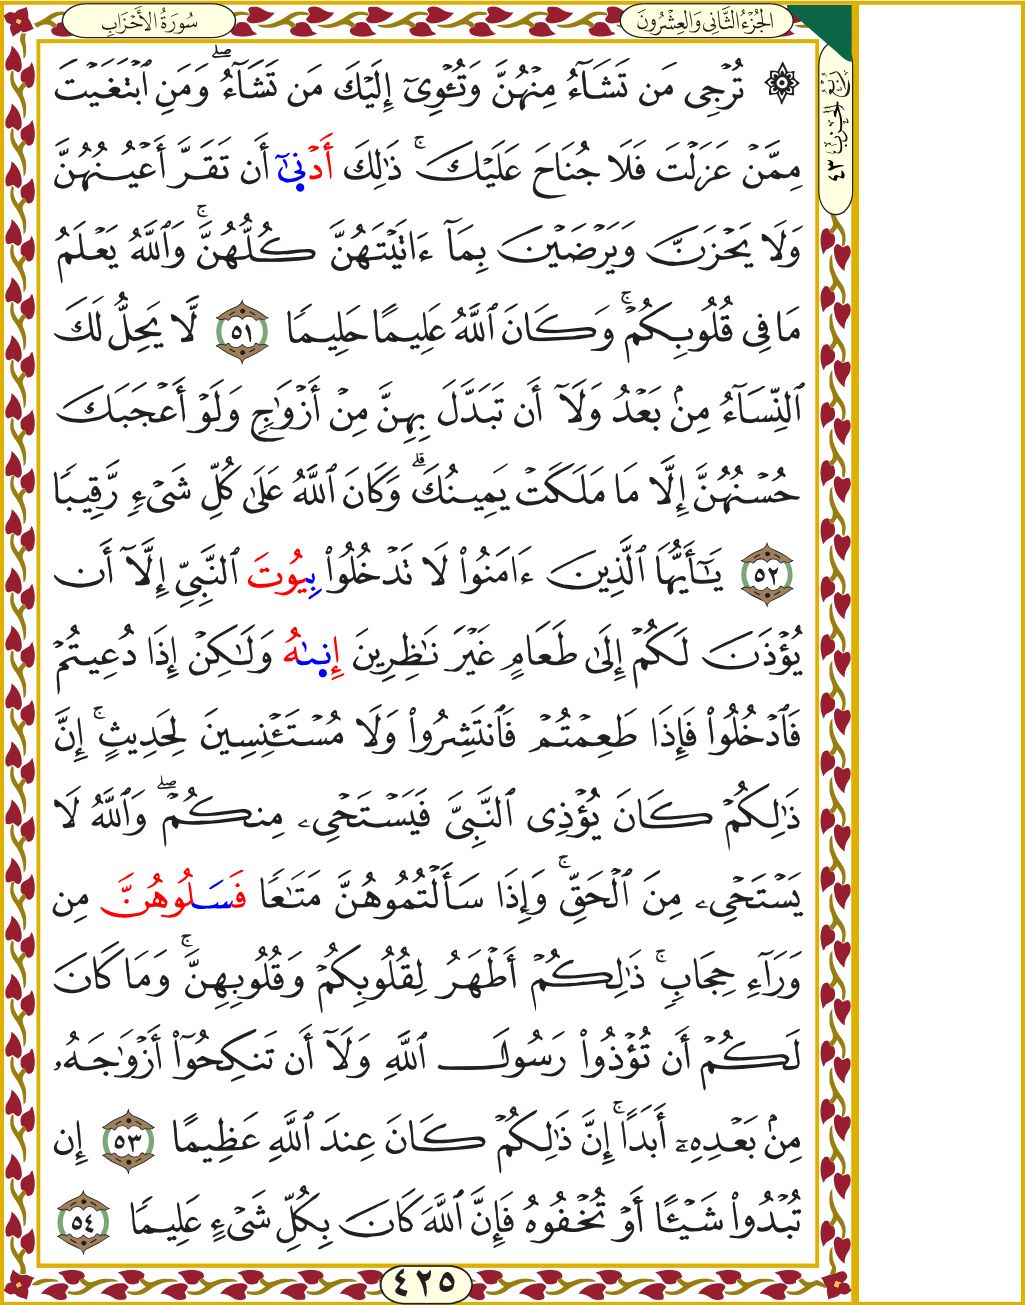 سُورَةُ الأَحْزَابِ
الجُزْءُ الثَّانِي وَالعِشْرُونَ
رُبْعُ الحِزْبِ ٤٣
۞ تُرْجِى مَن تَشَآءُ مِنْهُنَّ وَتُـْٔوِىٓ إِلَيْكَ مَن تَشَآءُۖ وَمَنِ ٱبْتَغَيْتَ
مِمَّنْ عَزَلْتَ فَلَا جُنَاحَ عَلَيْكَۚ ذَٰلِكَ أَدْنٜىٰٓ أَن تَقَرَّ أَعْيُنُهُنَّ
وَلَا يَحْزَنَّ وَيَرْضَيْنَ بِمَآ ءَاتَيْتَهُنَّ كُلُّهُنَّۚ وَٱللَّهُ يَعْلَمُ
مَا فِى قُلُوبِكُمْۚ وَكَانَ ٱللَّهُ عَلِيمًا حَلِيمًا ٥١ لَّا يَحِلُّ لَكَ
ٱلنِّسَآءُ مِنۢ بَعْدُ وَلَآ أَن تَبَدَّلَ بِهِنَّ مِنْ أَزْوَٰجٍ وَلَوْ أَعْجَبَكَ
حُسْنُهُنَّ إِلَّا مَا مَلَكَتْ يَمِينُكَۗ وَكَانَ ٱللَّهُ عَلَىٰ كُلِّ شَىْءٍ رَّقِيبًا
٥٢ يَـٰٓأَيُّهَا ٱلَّذِينَ ءَامَنُوا۟ لَا تَدْخُلُوا۟ بِيُوتَ ٱلنَّبِىِّ إِلَّآ أَن
يُؤْذَنَ لَكُمْ إِلَىٰ طَعَامٍ غَيْرَ نَـٰظِرِينَ إِنٜىٰهُ وَلَـٰكِنْ إِذَا دُعِيتُمْ
فَٱدْخُلُوا۟ فَإِذَا طَعِمْتُمْ فَٱنتَشِرُوا۟ وَلَا مُسْتَـْٔنِسِينَ لِحَدِيثٍۚ إِنَّ
ذَٰلِكُمْ كَانَ يُؤْذِى ٱلنَّبِىَّ فَيَسْتَحْىِۦ مِنكُمْۖ وَٱللَّهُ لَا
يَسْتَحْىِۦ مِنَ ٱلْحَقِّۚ وَإِذَا سَأَلْتُمُوهُنَّ مَتَـٰعًا فَسَلُوهُنَّ مِن
وَرَآءِ حِجَابٍۚ ذَٰلِكُمْ أَطْهَرُ لِقُلُوبِكُمْ وَقُلُوبِهِنَّۚ وَمَا كَانَ
لَكُمْ أَن تُؤْذُوا۟ رَسُولَ ٱللَّهِ وَلَآ أَن تَنكِحُوٓا۟ أَزْوَٰجَهُۥ
مِنۢ بَعْدِهِۦٓ أَبَدًاۚ إِنَّ ذَٰلِكُمْ كَانَ عِندَ ٱللَّهِ عَظِيمًا ٥٣ إِن
تُبْدُوا۟ شَيْـًٔا أَوْ تُخْفُوهُ فَإِنَّ ٱللَّهَ كَانَ بِكُلِّ شَىْءٍ عَلِيمًا ٥٤
٤٢٥